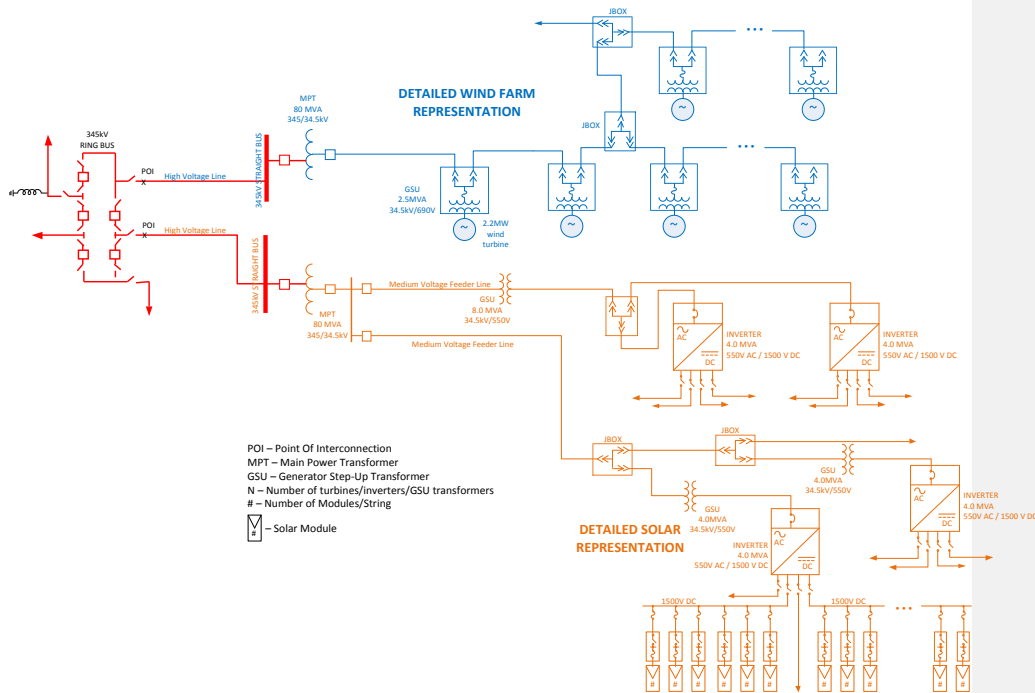 JBOX
MPT
80 MVA
345/34.5kV
DETAILED WIND FARM
REPRESENTATION
~
~
JBOX
345kV
RING BUS
POI
X
High Voltage Line
345kV STRAIGHT BUS
GSU
2.5MVA
34.5kV/690V
2.2MW
wind
turbine
~
~
~
~
POI
X
High Voltage Line
345kV STRAIGHT BUS
MPT
80 MVA
345/34.5kV
Medium Voltage Feeder Line
GSU
8.0 MVA
34.5kV/550V
Medium Voltage Feeder Line
AC
DC
INVERTER
4.0 MVA
550V AC / 1500 V DC
AC
DC
INVERTER
4.0 MVA
550V AC / 1500 V DC
POI – Point Of Interconnection
MPT – Main Power Transformer
GSU – Generator Step-Up Transformer
N – Number of turbines/inverters/GSU transformers
# – Number of Modules/String
# – Solar Module
JBOX
JBOX
GSU
4.0MVA
34.5kV/550V
GSU
4.0MVA
34.5kV/550V
AC
DC
INVERTER
4.0 MVA
550V AC / 1500 V DC
DETAILED SOLAR
REPRESENTATION
INVERTER
4.0 MVA
550V AC / 1500 V DC
AC
DC
1500V DC
1500V DC
# # # # # # # # # # #